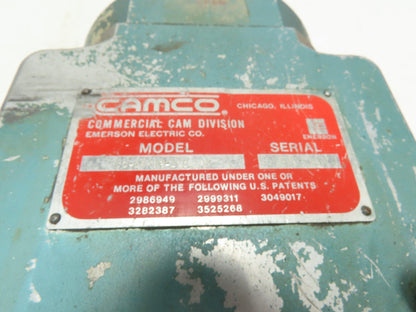 CAMCO® CHICAGO, ILLINOIS
COMMERCIAL CAM DIVISION
EMERSON ELECTRIC CO. EMERSON
MODEL SERIAL
MANUFACTURED UNDER ONE OR
MORE OF THE FOLLOWING U.S. PATENTS
2986949 2999311 3049017
3282387 3525268